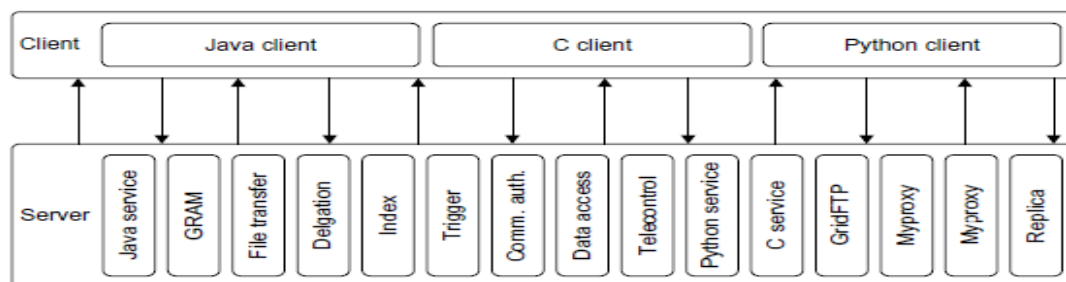 Client
Java client
C client
Python client
Server
Java service
GRAM
File transfer
Delgation
Index
Trigger
Comm. auth.
Data access
Telecontrol
Python service
C service
GridFTP
Myproxy
Myproxy
Replica